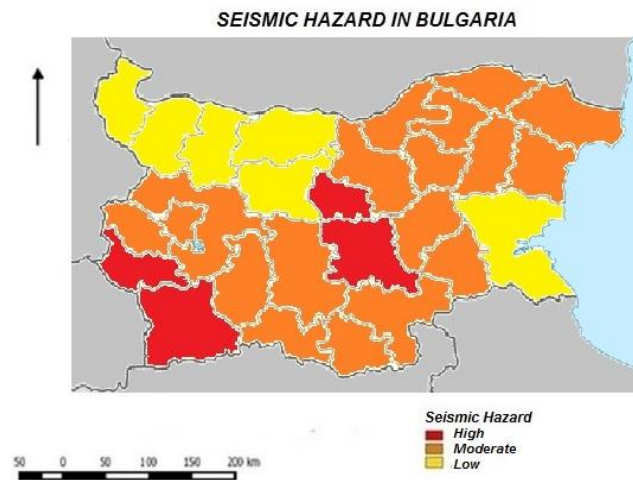 SEISMIC HAZARD IN BULGARIA
Seismic Hazard
High
Moderate
Low
50 0 50 100 150 200 km